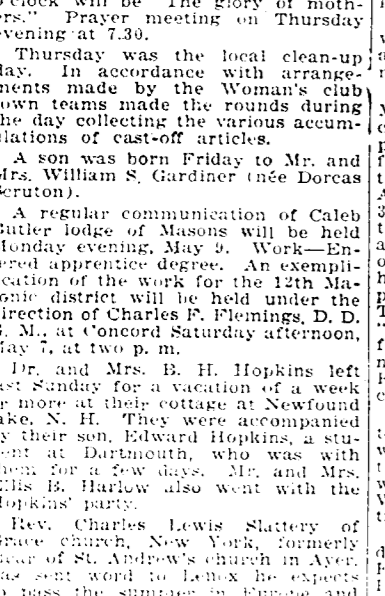 o'clock will be "The glory of moth-
ers." Prayer meeting on Thursday
evening at 7.30.
Thursday was the local clean-up
day. In accordance with arrange-
ments made by the Woman's club
town teams made the rounds during
the day collecting the various accum-
ulations of cast-off articles.
A son was born Friday to Mr. and
Mrs. William S. Gardiner (née Dorcas
Scruton).
A regular communication of Caleb
Butler lodge of Masons will be held
Monday evening, May 9. Work—En-
tered apprentice degree. An exempli-
fication of the work for the 12th Ma-
sonic district will be held under the
direction of Charles F. Flemings, D. D.
G. M., at Concord Saturday afternoon,
May 7, at two p. m.
Dr. and Mrs. B. H. Hopkins left
last Sunday for a vacation of a week
or more at their cottage at Newfound
lake, N. H. They were accompanied
by their son, Edward Hopkins, a stu-
dent at Dartmouth, who was with
them for a few days. Mr. and Mrs.
Ellis B. Harlow also went with the
Hopkins' party.
Rev. Charles Lewis Slattery of
Grace church, New York, formerly
vicar of St. Andrew's church in Ayer,
has sent word to Lenox he expects
to pass the summer in Europe and